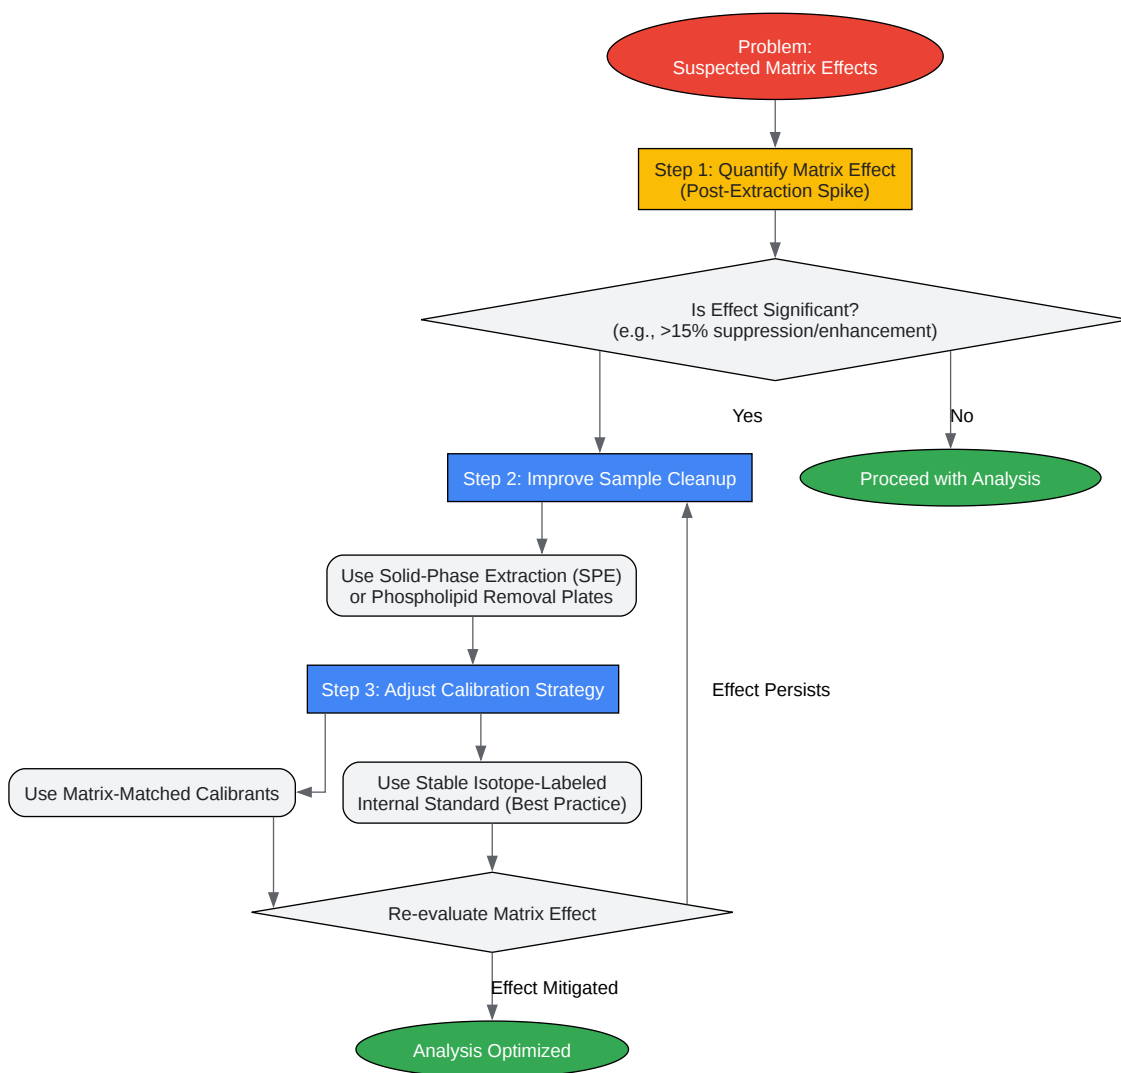 Problem:
Suspected Matrix Effects
Step 1: Quantify Matrix Effect
(Post-Extraction Spike)
Is Effect Significant?
(e.g., >15% suppression/enhancement)
Yes
No
Step 2: Improve Sample Cleanup
Proceed with Analysis
Use Solid-Phase Extraction (SPE)
or Phospholipid Removal Plates
Step 3: Adjust Calibration Strategy
Effect Persists
Use Matrix-Matched Calibrants
Use Stable Isotope-Labeled
Internal Standard (Best Practice)
Re-evaluate Matrix Effect
Effect Mitigated
Analysis Optimized